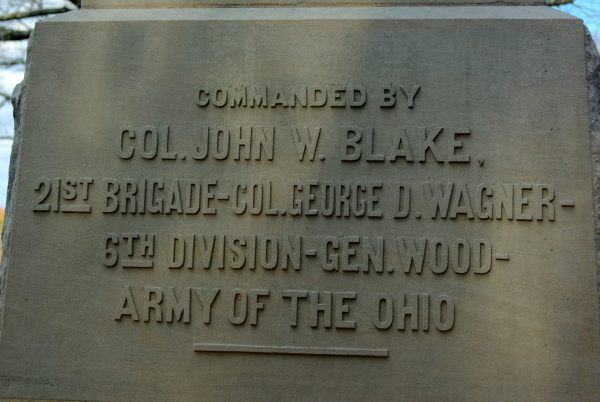 COMMANDED BY
COL. JOHN W. BLAKE,
21ST BRIGADE-COL. GEORGE D. WAGNER-
6TH DIVISION-GEN. WOOD-
ARMY OF THE OHIO